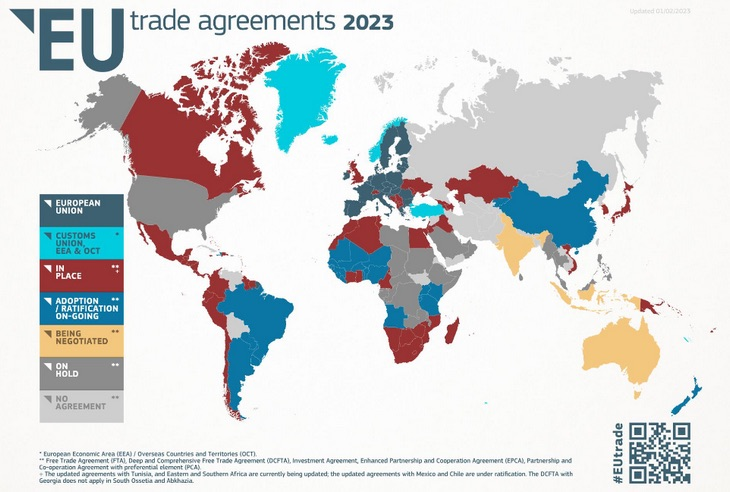 Updated 01/02/2023
EU trade agreements 2023
EUROPEAN
UNION
CUSTOMS *
UNION,
EEA & OCT
IN **
PLACE +
ADOPTION **
/ RATIFICATION
ON-GOING
BEING **
NEGOTIATED
ON **
HOLD
NO **
AGREEMENT
#EUtrade
* European Economic Area (EEA) / Overseas Countries and Territories (OCT).
** Free Trade Agreement (FTA), Deep and Comprehensive Free Trade Agreement (DCFTA), Investment Agreement, Enhanced Partnership and Cooperation Agreement (EPCA), Partnership and
Co-operation Agreement with preferential element (PCA).
+ The updated agreements with Tunisia, and Eastern and Southern Africa are currently being updated; the updated agreements with Mexico and Chile are under ratification. The DCFTA with
Georgia does not apply in South Ossetia and Abkhazia.